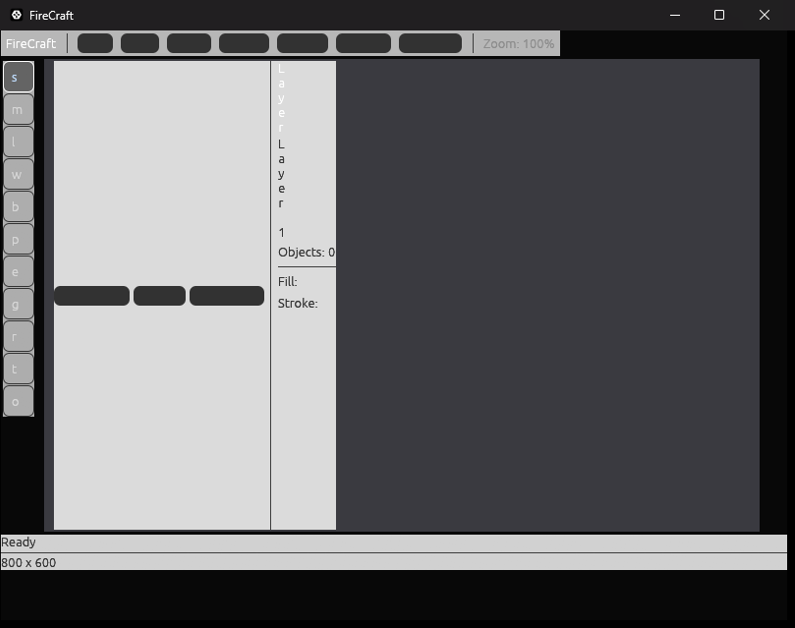 FireCraft
FireCraft Zoom: 100%
s
m
l
w
b
p
e
g
r
t
o
L
a
y
e
r
L
a
y
e
r
1
Objects: 0
Fill:
Stroke:
Ready
800 x 600